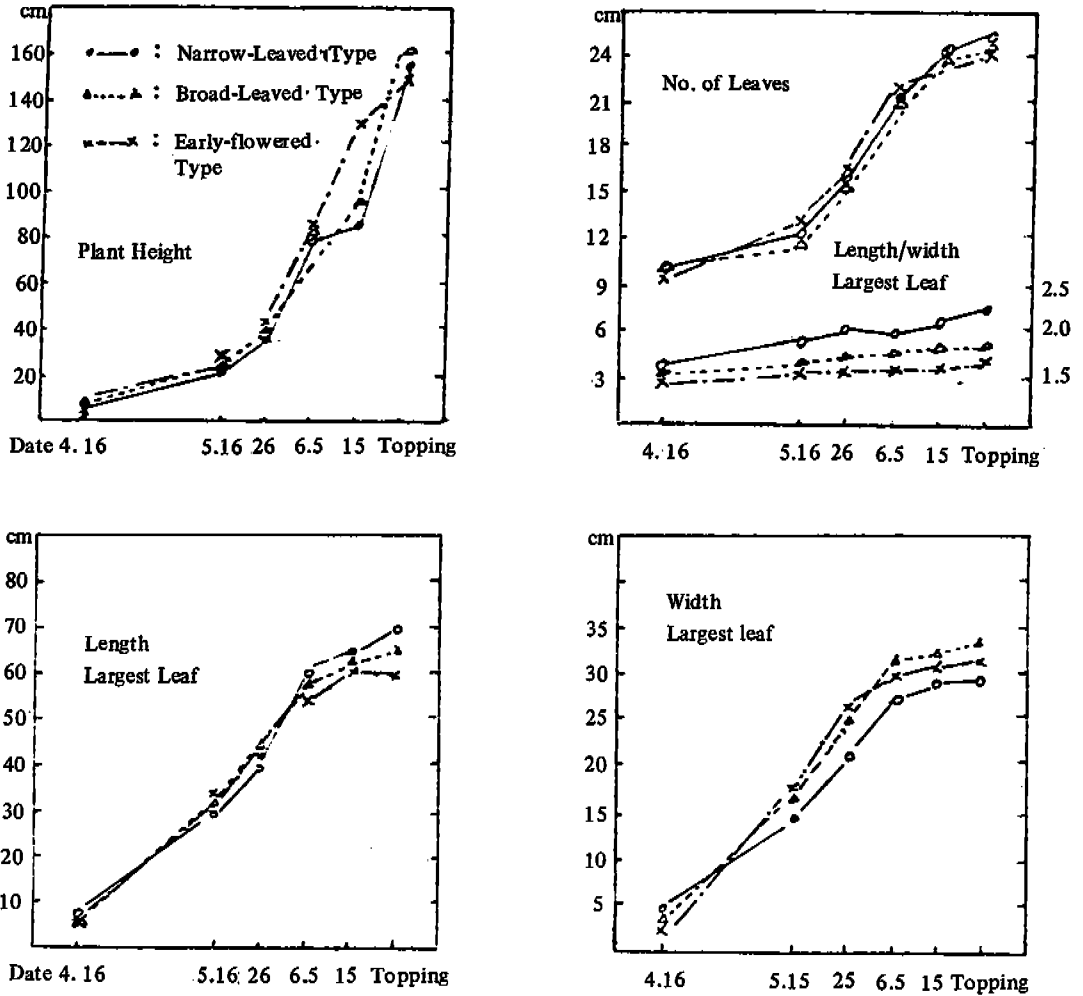 cm
160
140
120
100
80
60
40
20
: Narrow-Leaved Type
: Broad-Leaved Type
: Early-flowered
Type
Plant Height
Date 4. 16 5.16 26 6.5 15 Topping
cm
24
21
18
15
12
9
6
3
No. of Leaves
Length/width
Largest Leaf
2.5
2.0
1.5
4. 16 5.16 26 6.5 15 Topping
cm
80
70
60
50
40
30
20
10
Length
Largest Leaf
Date 4. 16 5.16 26 6.5 15 Topping
cm
35
30
25
20
15
10
5
Width
Largest leaf
4.16 5.15 25 6.5 15 Topping